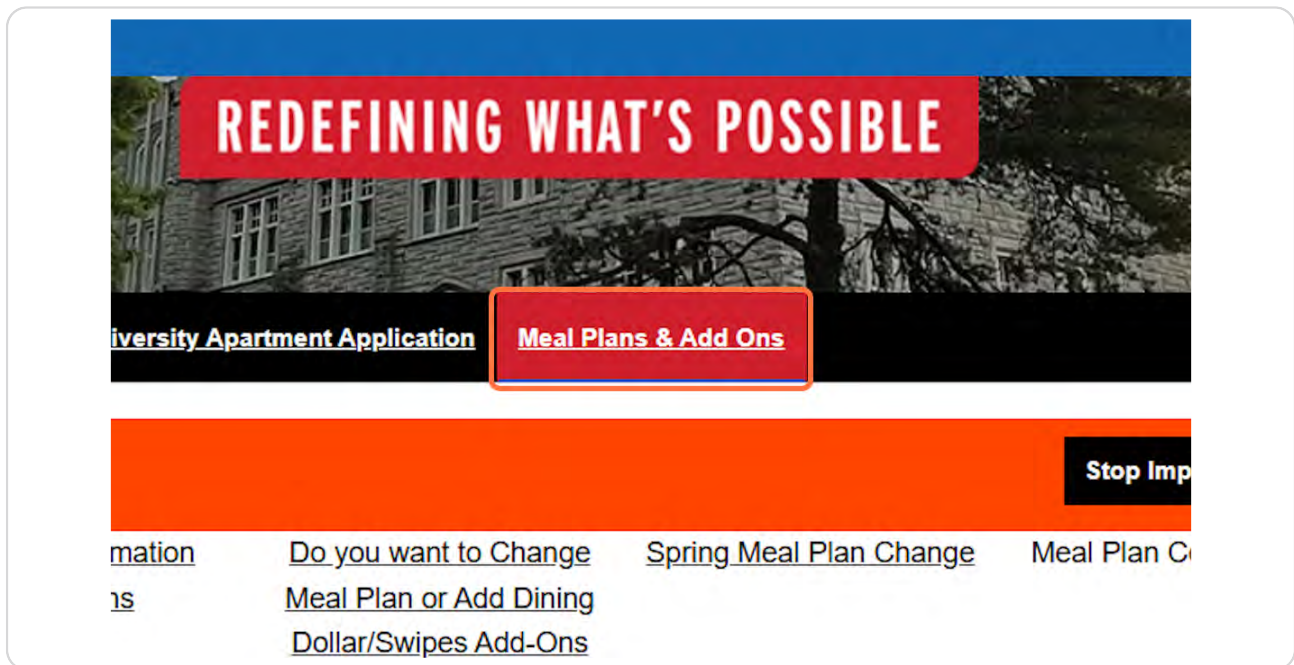 REDEFINING WHAT'S POSSIBLE
iversity Apartment Application Meal Plans & Add Ons
Stop Imp
mation Do you want to Change Spring Meal Plan Change Meal Plan C
ns Meal Plan or Add Dining
Dollar/Swipes Add-Ons